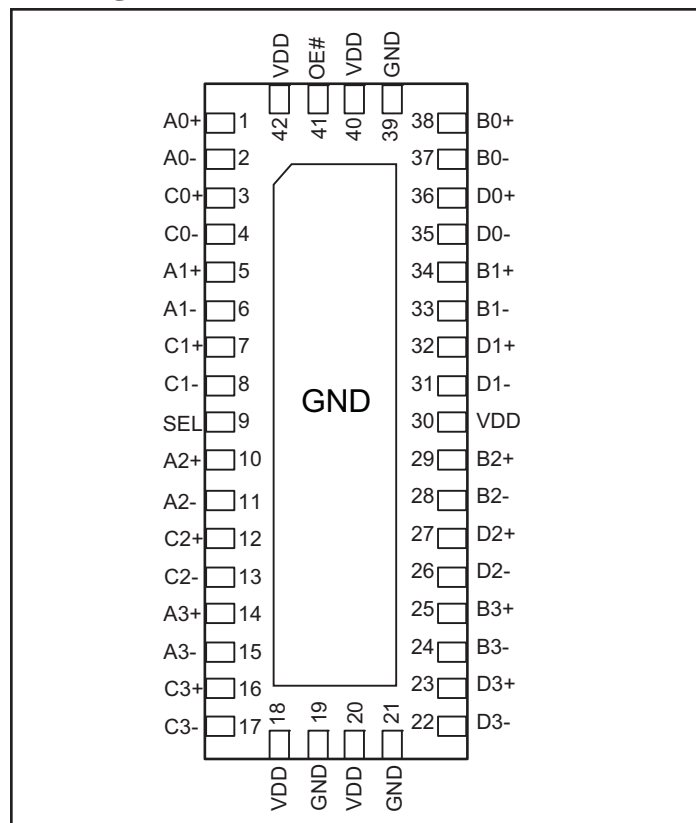 VDD OE# VDD GND
42 41 40 39
A0+ 1 38 B0+
A0- 2 37 B0-
C0+ 3 36 D0+
C0- 4 35 D0-
A1+ 5 34 B1+
A1- 6 33 B1-
C1+ 7 32 D1+
C1- 8 31 D1-
GND
SEL 9 30 VDD
A2+ 10 29 B2+
A2- 11 28 B2-
C2+ 12 27 D2+
C2- 13 26 D2-
A3+ 14 25 B3+
A3- 15 24 B3-
C3+ 16 23 D3+
C3- 17 22 D3-
18 19 20 21
VDD GND VDD GND